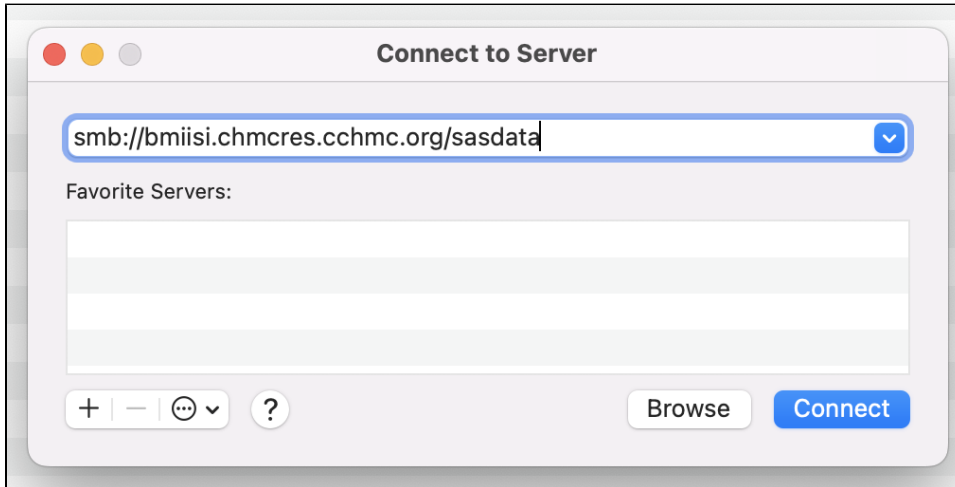 Connect to Server
smb://bmiisi.chmcres.cchmc.org/sasdata
Favorite Servers:
?
Browse
Connect